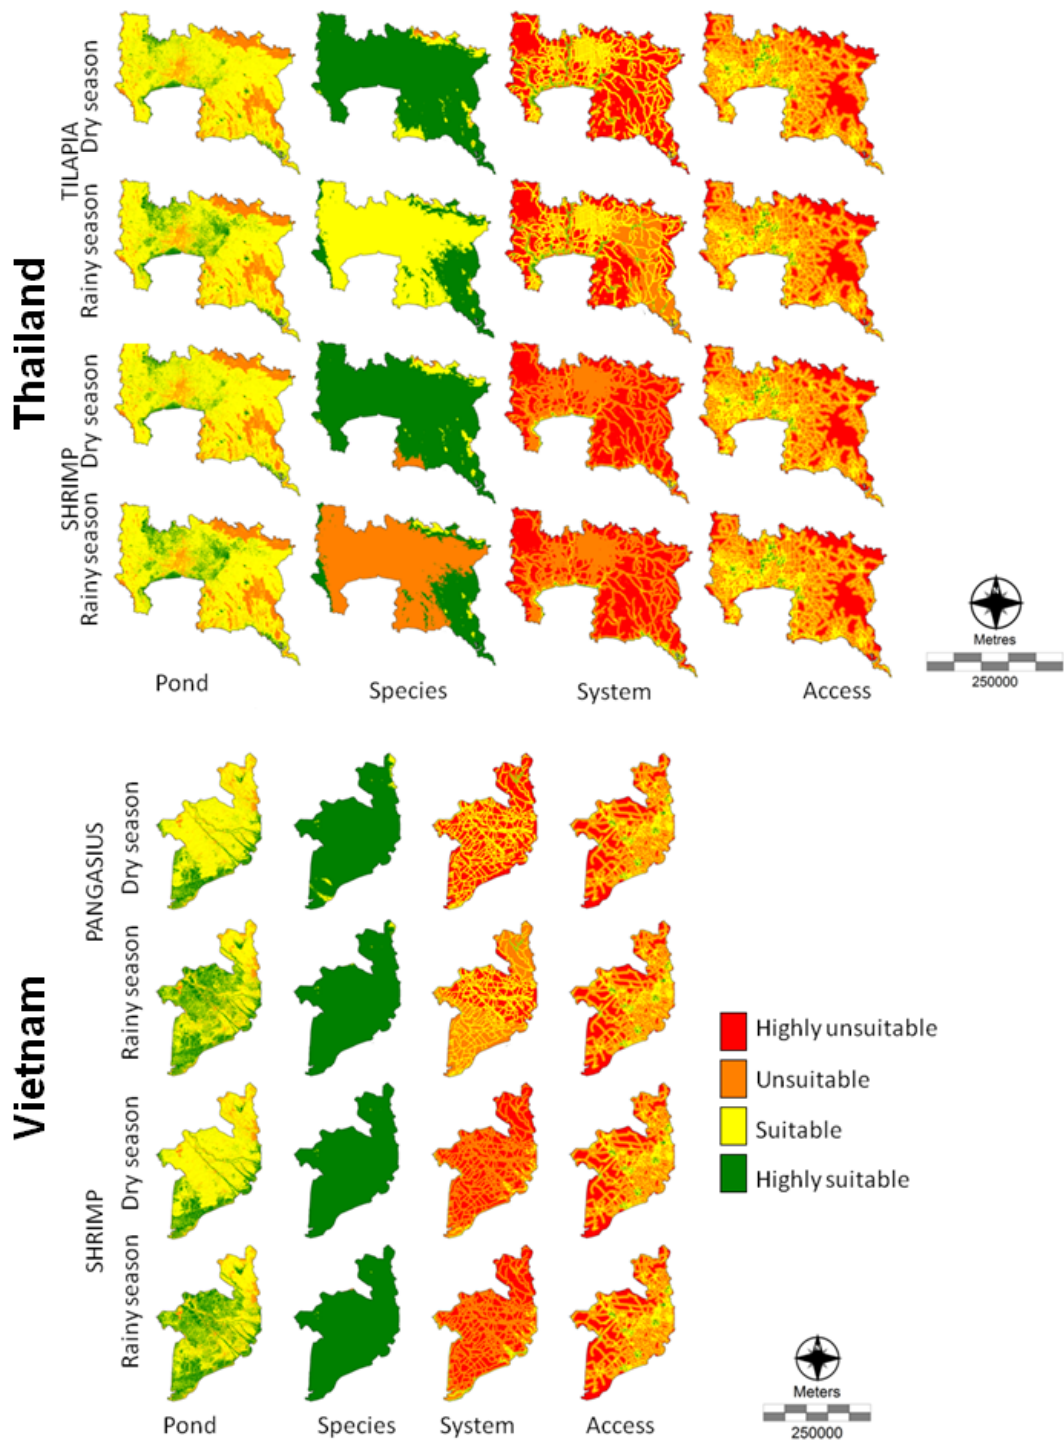 Thailand
TILAPIA
Dry season
Rainy season
SHRIMP
Dry season
Rainy season
Pond
Species
System
Access
Metres
250000
Vietnam
PANGASIUS
Dry season
Rainy season
SHRIMP
Dry season
Rainy season
Highly unsuitable
Unsuitable
Suitable
Highly suitable
Pond
Species
System
Access
Meters
250000